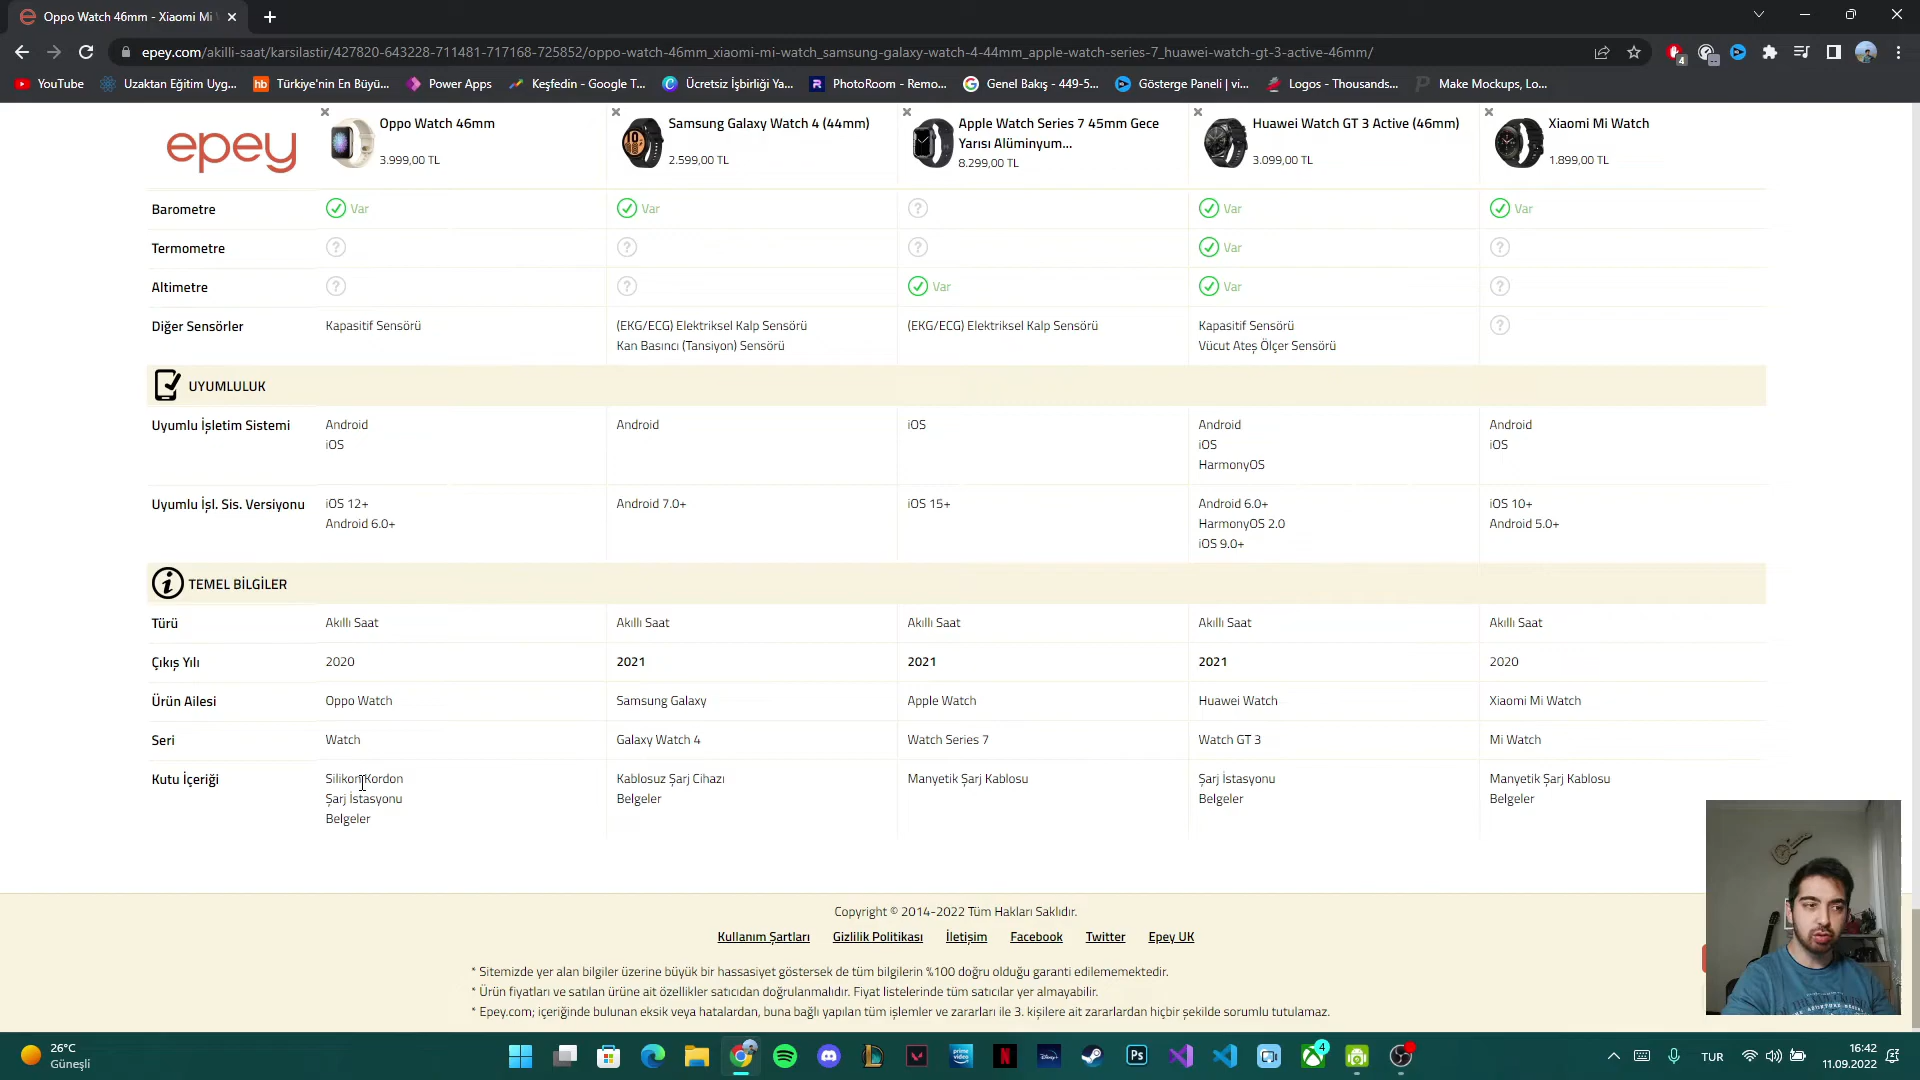 Oppo Watch 46mm - Xiaomi Mi
epey.com/akilli-saat/karsilastir/427820-643228-711481-717168-725852/oppo-watch-46mm_xiaomi-mi-watch_samsung-galaxy-watch-4-44mm_apple-watch-series-7_huawei-watch-gt-3-active-46mm/
YouTube Uzaktan Eğitim Uyg... Türkiye'nin En Büyü... Power Apps Keşfedin - Google T... Ücretsiz İşbirliği Ya... PhotoRoom - Remo... Genel Bakış - 449-5... Gösterge Paneli | vi... Logos - Thousands... Make Mockups, Lo...
epey
Oppo Watch 46mm
3.999,00 TL
Samsung Galaxy Watch 4 (44mm)
2.599,00 TL
Apple Watch Series 7 45mm Gece
Yarısı Alüminyum...
8.299,00 TL
Huawei Watch GT 3 Active (46mm)
3.099,00 TL
Xiaomi Mi Watch
1.899,00 TL
Barometre Var Var ? Var Var
Termometre ? ? ? Var ?
Altimetre ? ? Var Var ?
Diğer Sensörler Kapasitif Sensörü (EKG/ECG) Elektriksel Kalp Sensörü (EKG/ECG) Elektriksel Kalp Sensörü Kapasitif Sensörü ?
Kan Basıncı (Tansiyon) Sensörü Vücut Ateş Ölçer Sensörü
UYUMLULUK
Uyumlu İşletim Sistemi Android Android iOS Android Android
iOS iOS iOS
HarmonyOS
Uyumlu İşl. Sis. Versiyonu iOS 12+ Android 7.0+ iOS 15+ Android 6.0+ iOS 10+
Android 6.0+ HarmonyOS 2.0 Android 5.0+
iOS 9.0+
TEMEL BİLGİLER
Türü Akıllı Saat Akıllı Saat Akıllı Saat Akıllı Saat Akıllı Saat
Çıkış Yılı 2020 2021 2021 2021 2020
Ürün Ailesi Oppo Watch Samsung Galaxy Apple Watch Huawei Watch Xiaomi Mi Watch
Seri Watch Galaxy Watch 4 Watch Series 7 Watch GT 3 Mi Watch
Kutu İçeriği Silikon Kordon Kablosuz Şarj Cihazı Manyetik Şarj Kablosu Şarj İstasyonu Manyetik Şarj Kablosu
Şarj İstasyonu Belgeler Belgeler Belgeler
Belgeler
Copyright © 2014-2022 Tüm Hakları Saklıdır.
Kullanım Şartları Gizlilik Politikası İletişim Facebook Twitter Epey UK
* Sitemizde yer alan bilgiler üzerine büyük bir hassasiyet göstersek de tüm bilgilerin %100 doğru olduğu garanti edilememektedir.
* Ürün fiyatları ve satılan ürüne ait özellikler satıcıdan doğrulanmalıdır. Fiyat listelerinde tüm satıcılar yer almayabilir.
* Epey.com; içeriğinde bulunan eksik veya hatalardan, buna bağlı yapılan tüm işlemler ve zararları ile 3. kişilere ait zararlardan hiçbir şekilde sorumlu tutulamaz.
26°C
Güneşli
TUR
16:42
11.09.2022